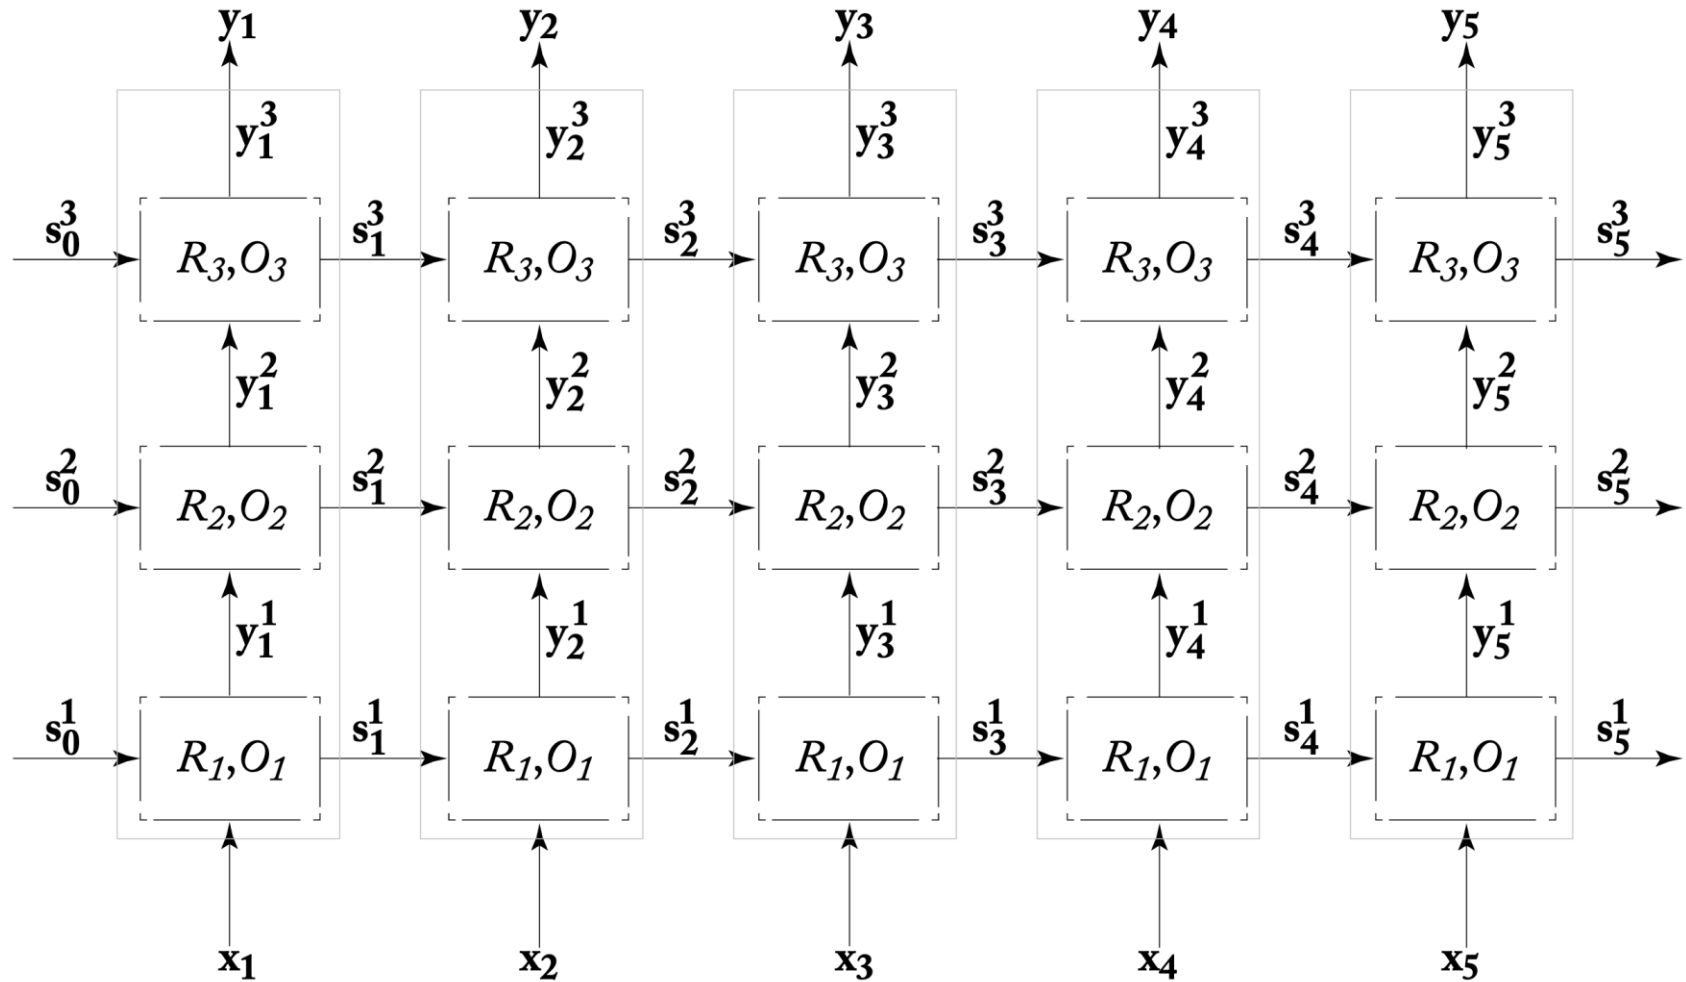 y1 y2 y3 y4 y5
y₁³ y₂³ y₃³ y₄³ y₅³
s₀³ s₁³ s₂³ s₃³ s₄³ s₅³
R₃,O₃ R₃,O₃ R₃,O₃ R₃,O₃ R₃,O₃
y₁² y₂² y₃² y₄² y₅²
s₀² s₁² s₂² s₃² s₄² s₅²
R₂,O₂ R₂,O₂ R₂,O₂ R₂,O₂ R₂,O₂
y₁¹ y₂¹ y₃¹ y₄¹ y₅¹
s₀¹ s₁¹ s₂¹ s₃¹ s₄¹ s₅¹
R₁,O₁ R₁,O₁ R₁,O₁ R₁,O₁ R₁,O₁
x₁ x₂ x₃ x₄ x₅